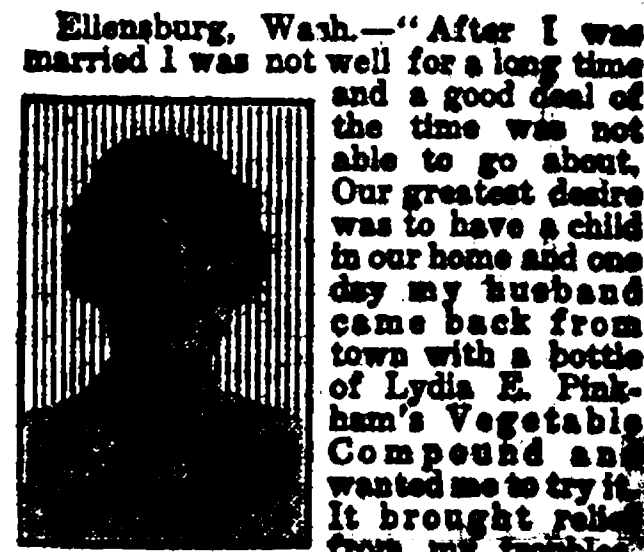 Ellensburg, Wash.—"After I was
married I was not well for a long time
and a good deal of
the time was not
able to go about.
Our greatest desire
was to have a child
in our home and one
day my husband
came back from
town with a bottle
of Lydia E. Pink-
ham's Vegetable
Compound and
wanted me to try it.
It brought relief
from my troubles